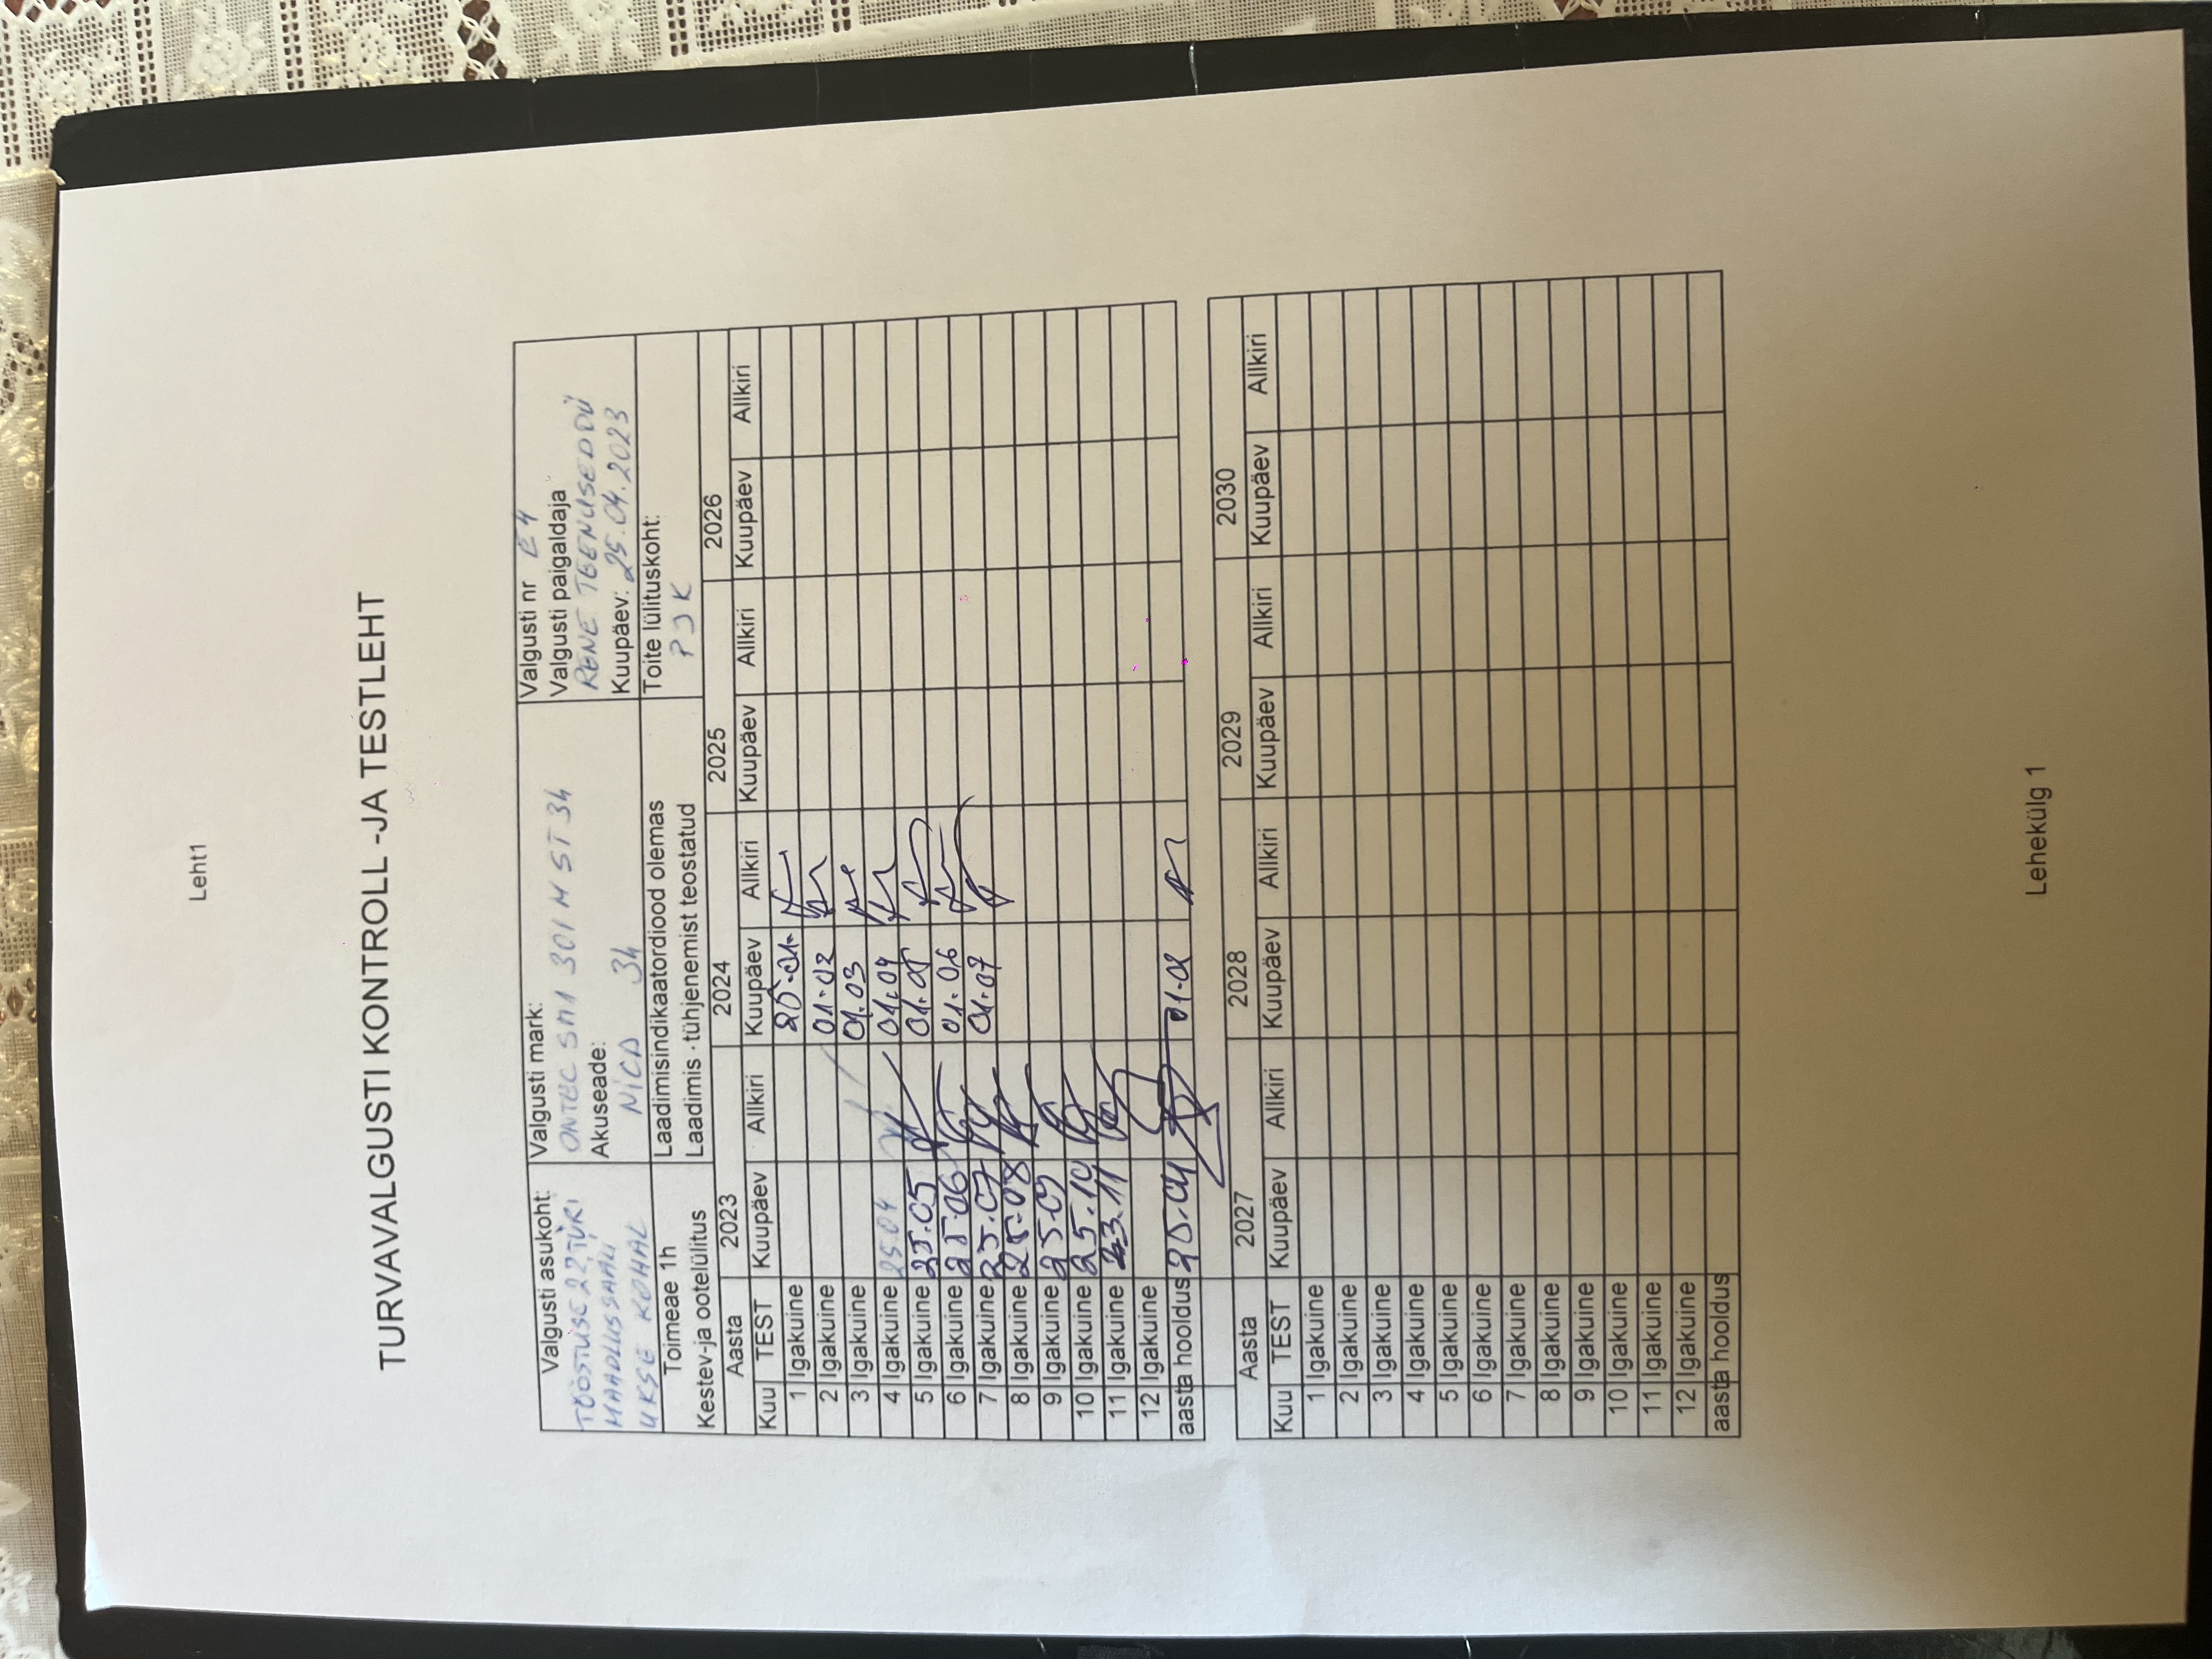 Leht1
TURVAVALGUSTI KONTROLL -JA TESTLEHT
Valgusti asukoht: Valgusti mark: Valgusti nr E4
TÖÖSTUSE 22, TÜRI ONTEC SM1 301 M ST 34 Valgusti paigaldaja
MAADLUSSAALI Akuseade: RENE TEENUSED OÜ
UKSE KOHAL NiCD 34 Kuupäev: 25.04.2023
Toimeae 1h Laadimisindikaatordiood olemas Toite lülituskoht:
Kestev-ja ootelülitus Laadimis -tühjenemist teostatud PJK
Aasta 2023 2024 2025 2026
Kuu TEST Kuupäev Allkiri Kuupäev Allkiri Kuupäev Allkiri Kuupäev Allkiri
1 Igakuine 20.01.
2 Igakuine 01.02
3 Igakuine 01.03
4 Igakuine 25.04 01.04
5 Igakuine 25.05 01.05
6 Igakuine 25.06 01.06
7 Igakuine 25.07 01.07
8 Igakuine 25.08
9 Igakuine 25.09
10 Igakuine 25.10
11 Igakuine 23.11
12 Igakuine
aasta hooldus 25.04 01.02
Aasta 2027 2028 2029 2030
Kuu TEST Kuupäev Allkiri Kuupäev Allkiri Kuupäev Allkiri Kuupäev Allkiri
1 Igakuine
2 Igakuine
3 Igakuine
4 Igakuine
5 Igakuine
6 Igakuine
7 Igakuine
8 Igakuine
9 Igakuine
10 Igakuine
11 Igakuine
12 Igakuine
aasta hooldus
Lehekülg 1